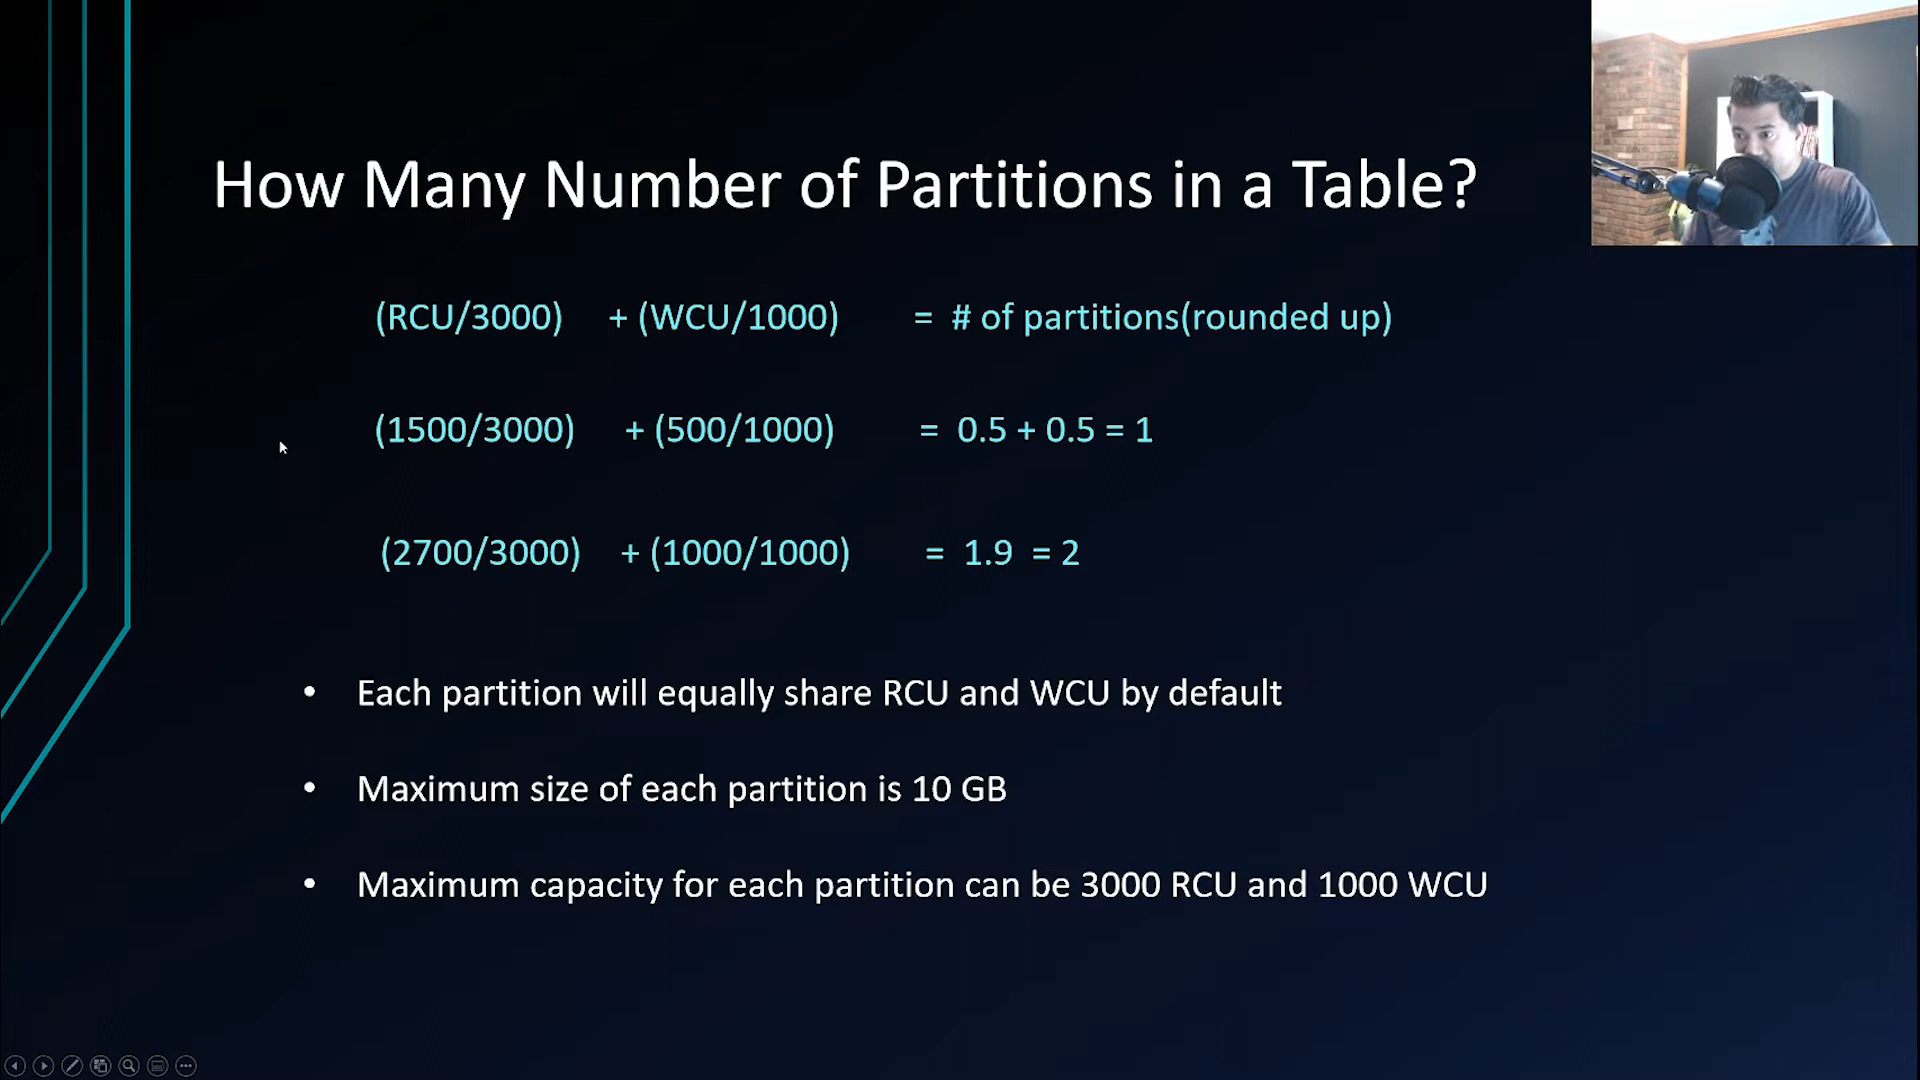 How Many Number of Partitions in a Table?
(RCU/3000) + (WCU/1000) = # of partitions(rounded up)
(1500/3000) + (500/1000) = 0.5 + 0.5 = 1
(2700/3000) + (1000/1000) = 1.9 = 2
• Each partition will equally share RCU and WCU by default
• Maximum size of each partition is 10 GB
• Maximum capacity for each partition can be 3000 RCU and 1000 WCU